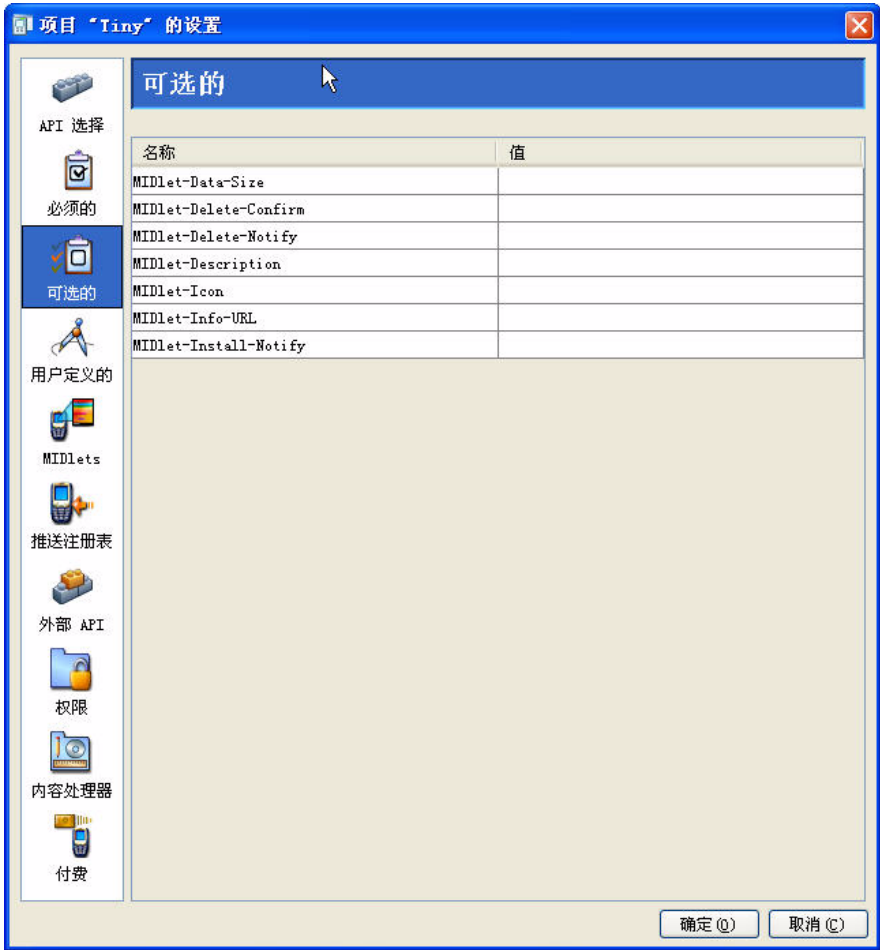 项目 "Tiny" 的设置
API 选择
必须的
可选的
用户定义的
MIDlets
推送注册表
外部 API
权限
内容处理器
付费
可选的
名称 值
MIDlet-Data-Size
MIDlet-Delete-Confirm
MIDlet-Delete-Notify
MIDlet-Description
MIDlet-Icon
MIDlet-Info-URL
MIDlet-Install-Notify
确定(O) 取消(C)